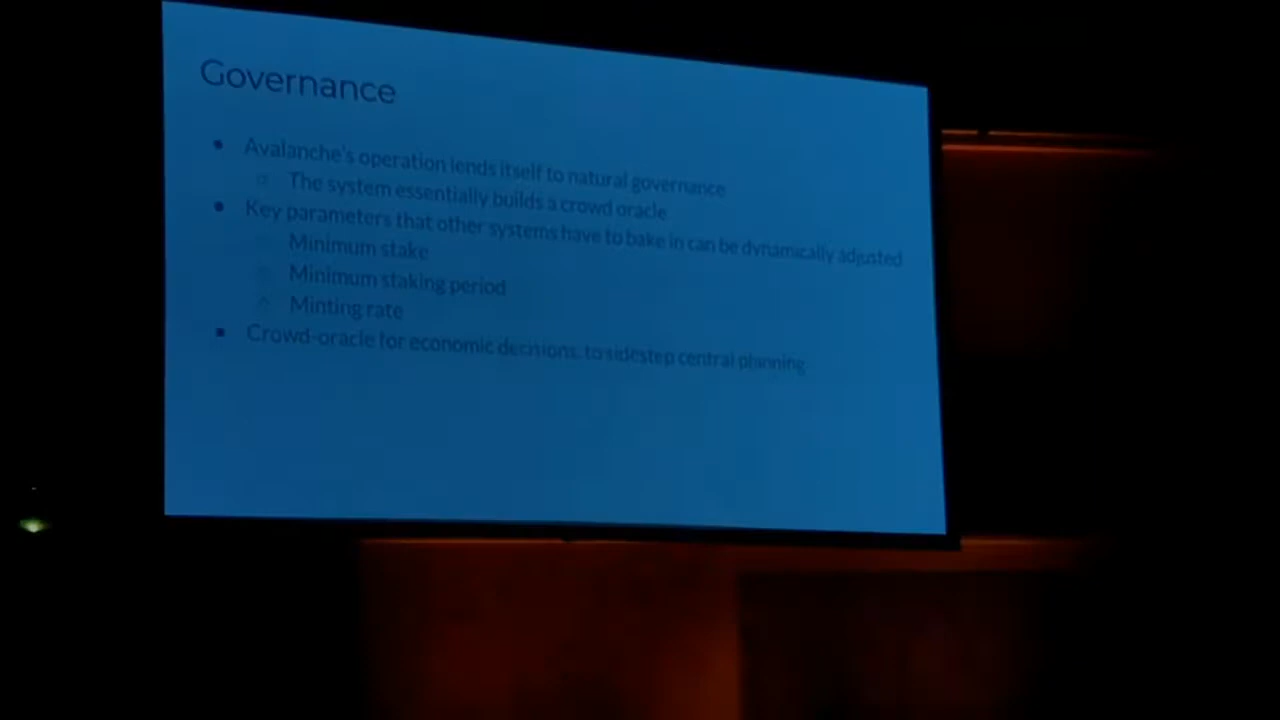 Governance
● Avalanche's operation lends itself to natural governance
○ The system essentially builds a crowd oracle
● Key parameters that other systems have to bake in can be dynamically adjusted
○ Minimum stake
○ Minimum staking period
○ Minting rate
● Crowd-oracle for economic decisions, to sidestep central planning